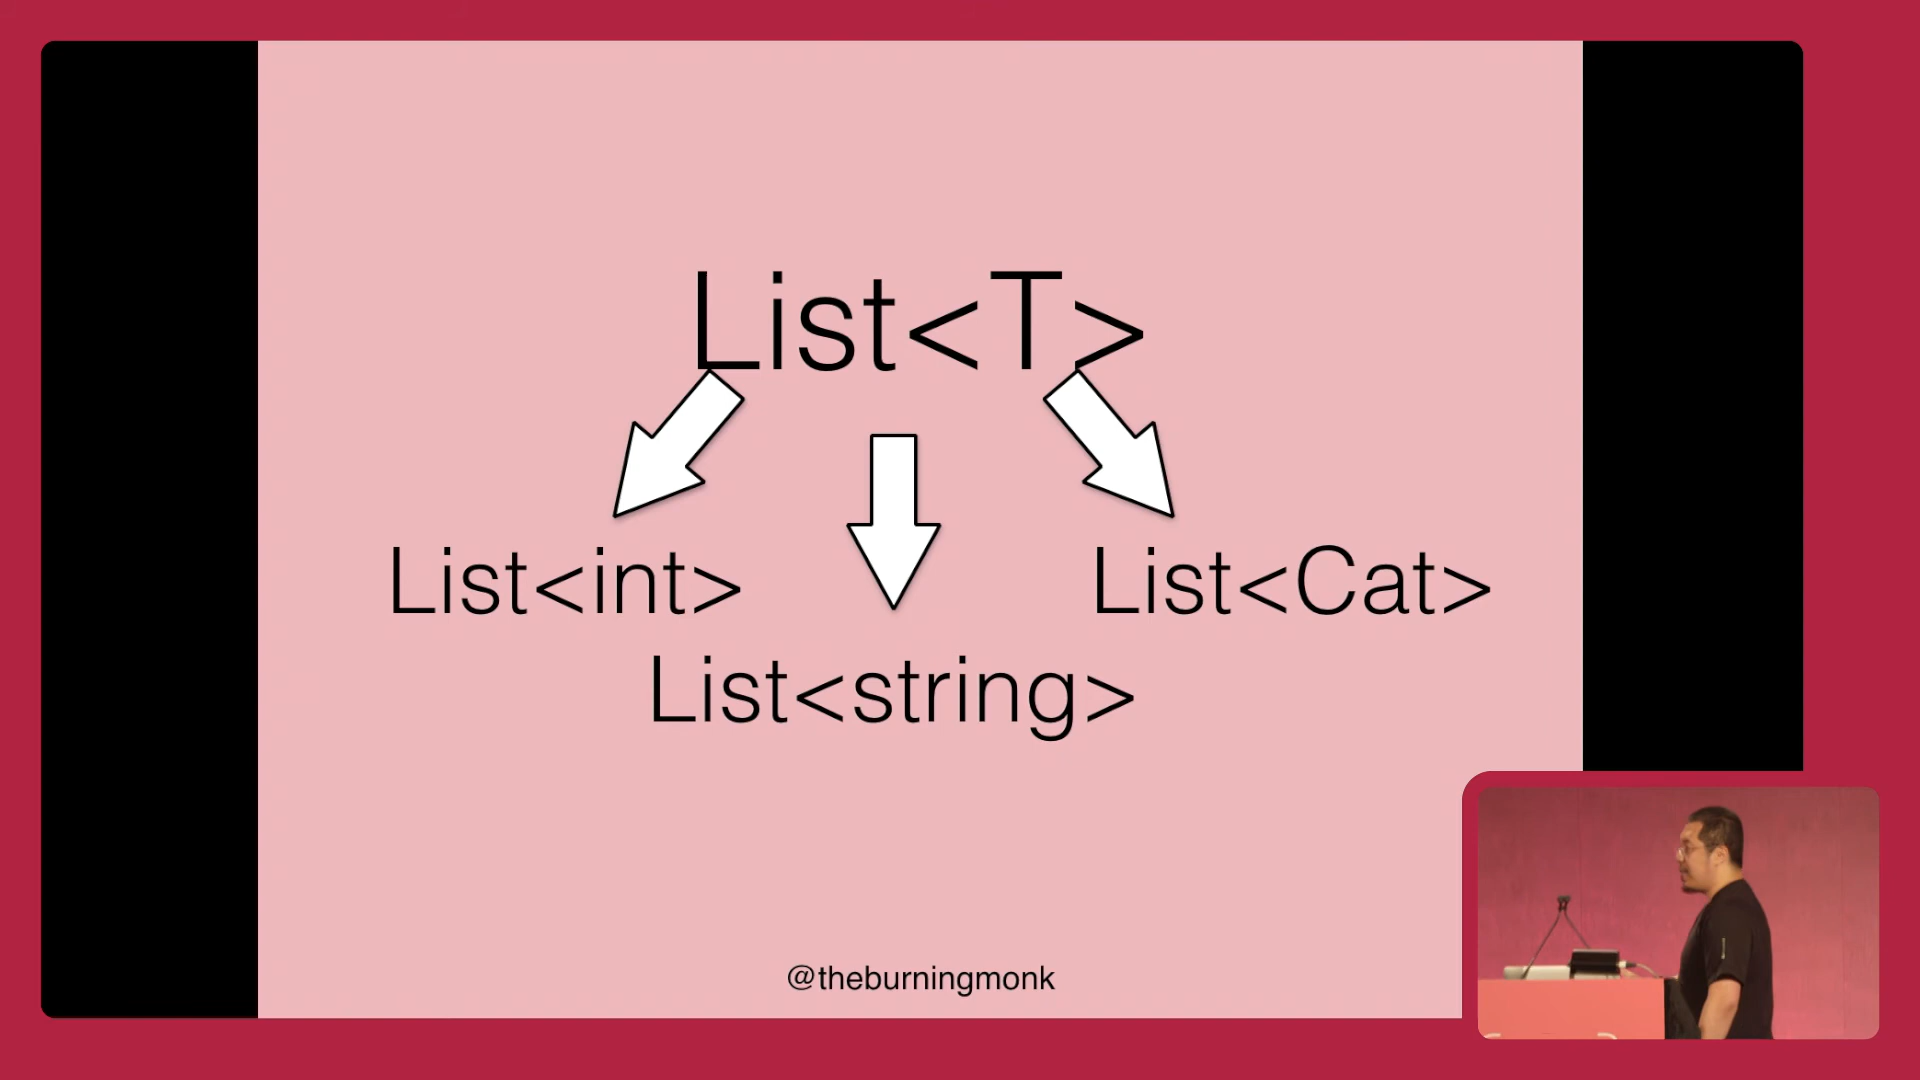 List<T>
List<int>
List<Cat>
List<string>
@theburningmonk